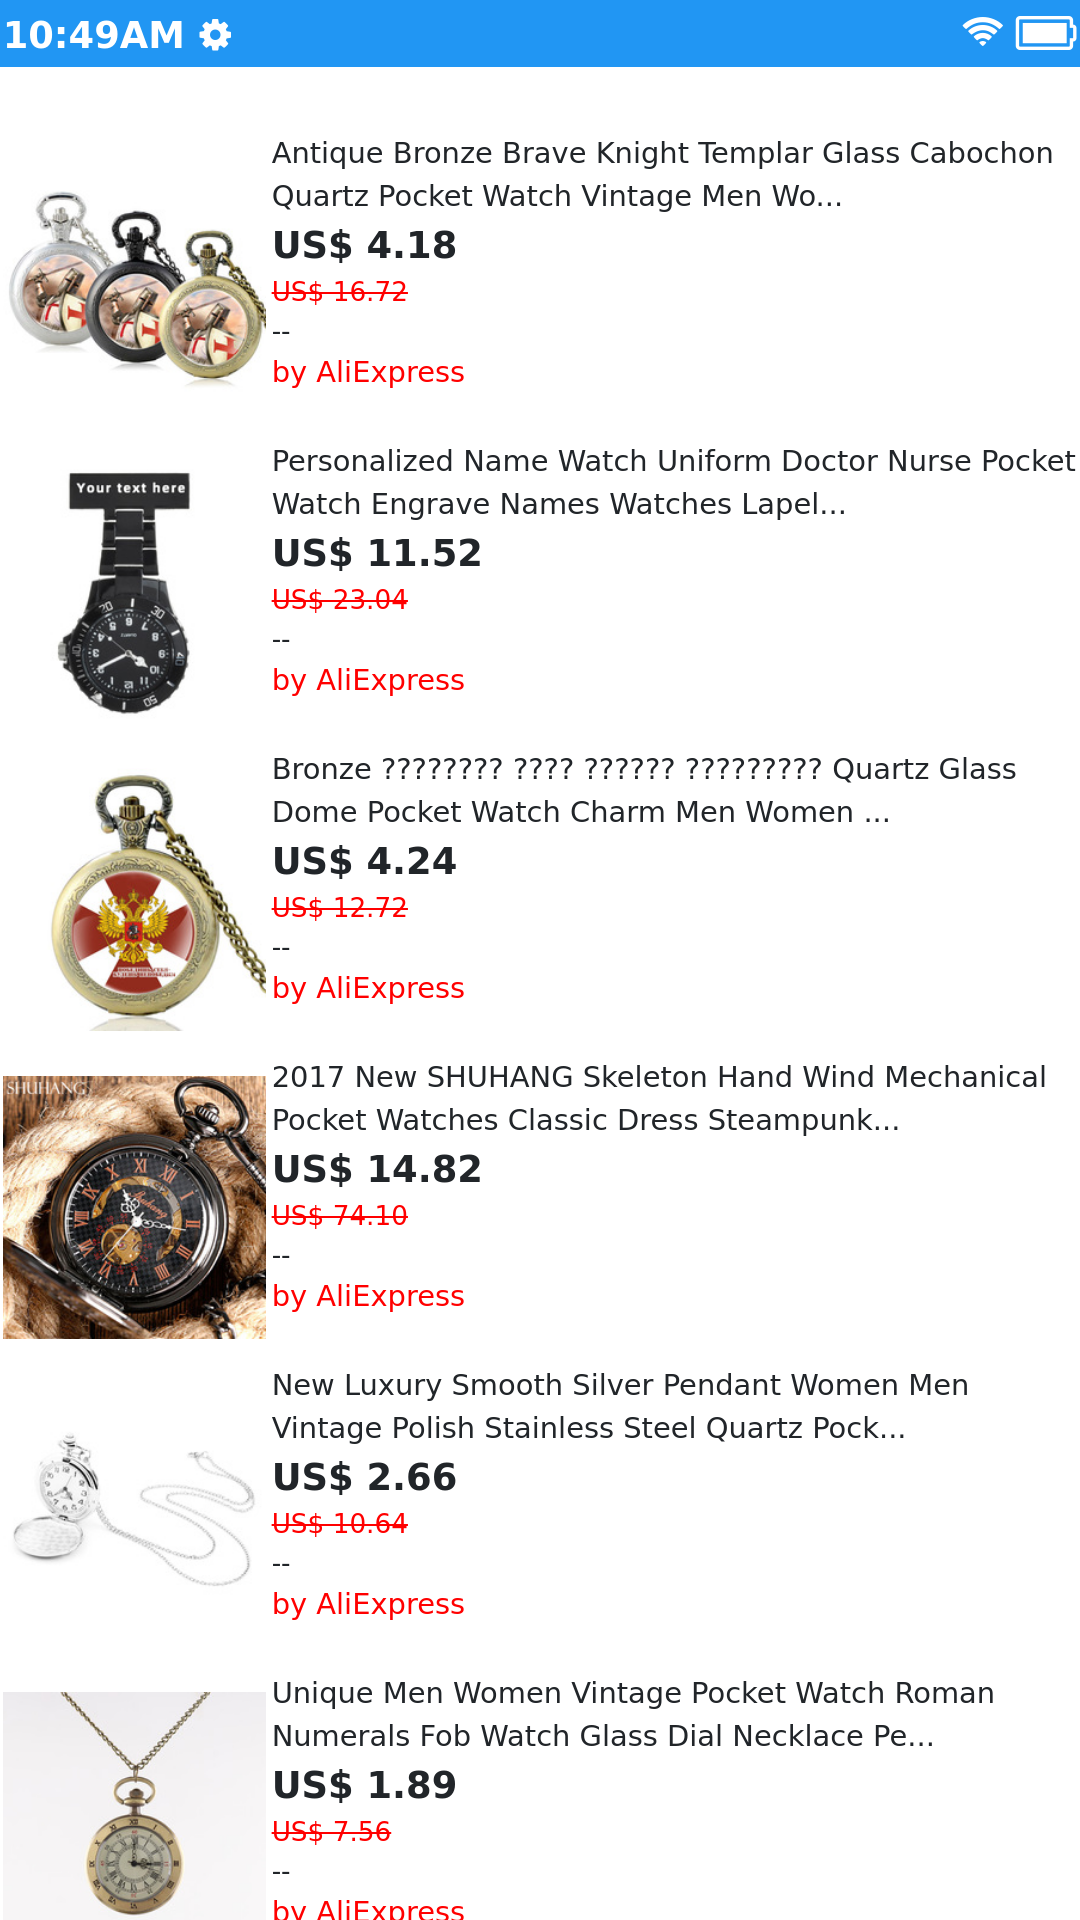 10:49AM
Antique Bronze Brave Knight Templar Glass Cabochon
Quartz Pocket Watch Vintage Men Wo...
US$ 4.18
US$ 16.72
--
by AliExpress
Your text here
Personalized Name Watch Uniform Doctor Nurse Pocket
Watch Engrave Names Watches Lapel...
US$ 11.52
US$ 23.04
--
by AliExpress
Bronze ???????? ???? ?????? ????????? Quartz Glass
Dome Pocket Watch Charm Men Women ...
US$ 4.24
US$ 12.72
--
by AliExpress
SHUHANG
2017 New SHUHANG Skeleton Hand Wind Mechanical
Pocket Watches Classic Dress Steampunk...
US$ 14.82
US$ 74.10
--
by AliExpress
New Luxury Smooth Silver Pendant Women Men
Vintage Polish Stainless Steel Quartz Pock...
US$ 2.66
US$ 10.64
--
by AliExpress
Unique Men Women Vintage Pocket Watch Roman
Numerals Fob Watch Glass Dial Necklace Pe...
US$ 1.89
US$ 7.56
--
by AliExpress